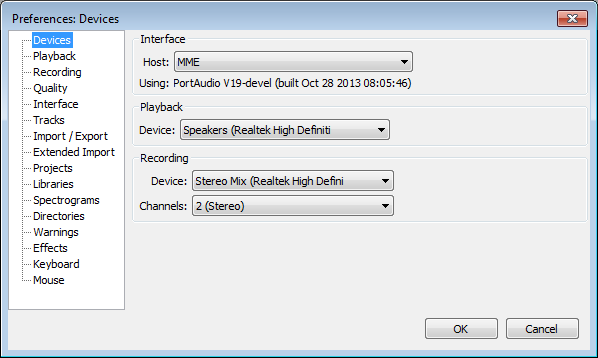 Preferences: Devices
Devices
Playback
Recording
Quality
Interface
Tracks
Import / Export
Extended Import
Projects
Libraries
Spectrograms
Directories
Warnings
Effects
Keyboard
Mouse
Interface
Host: MME
Using: PortAudio V19-devel (built Oct 28 2013 08:05:46)
Playback
Device: Speakers (Realtek High Definiti
Recording
Device: Stereo Mix (Realtek High Defini
Channels: 2 (Stereo)
OK Cancel